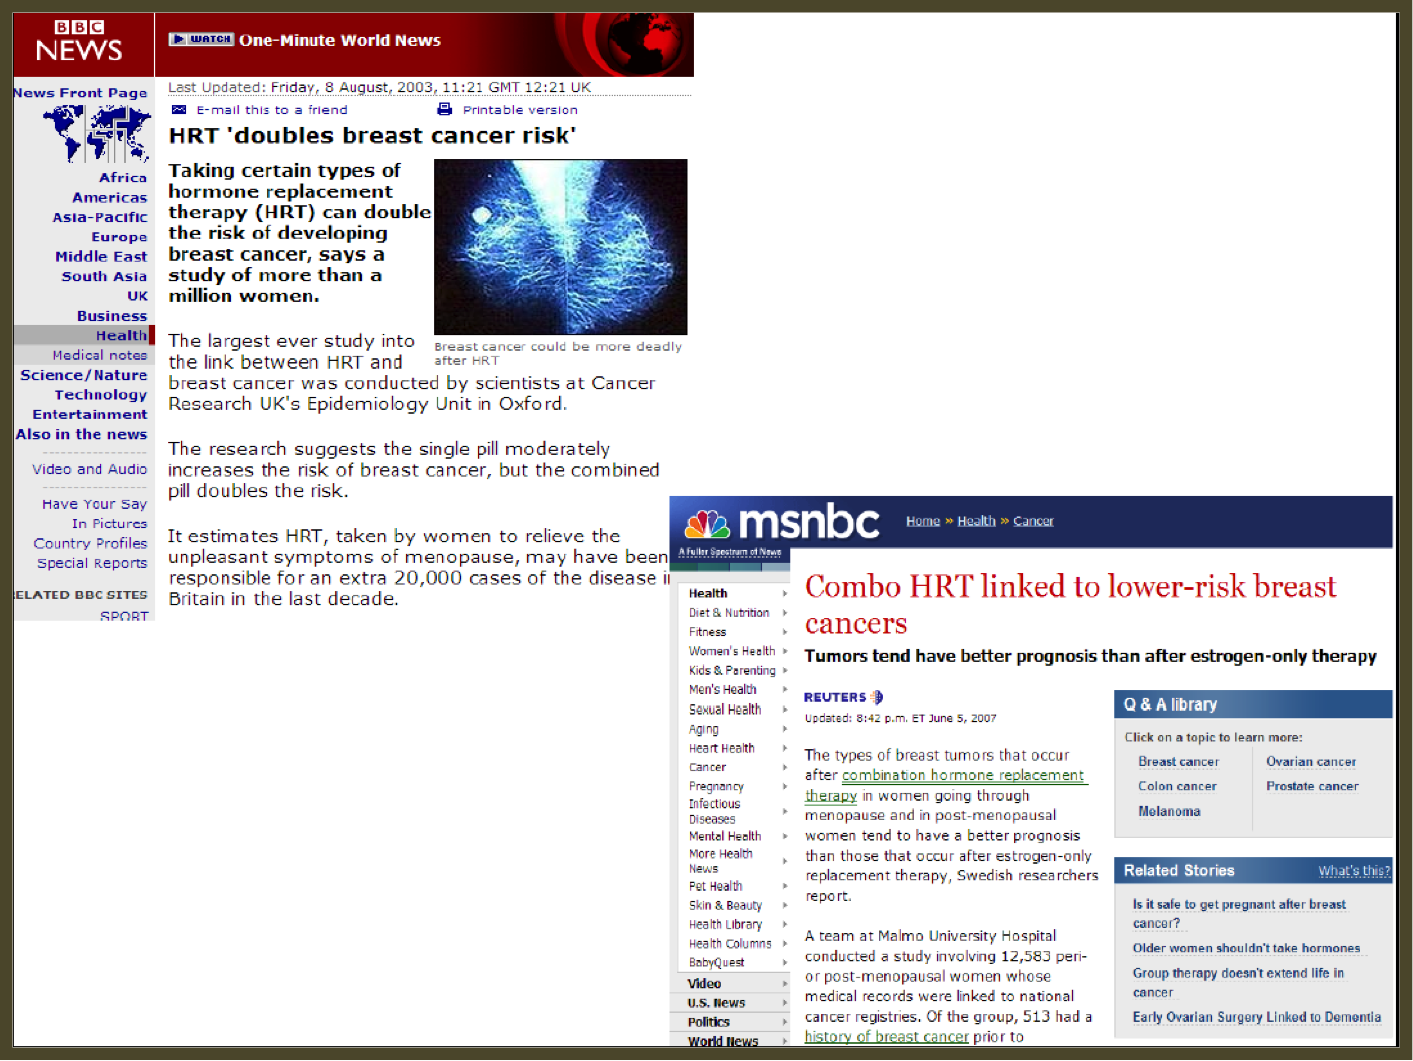 BBC
NEWS
WATCH One-Minute World News
News Front Page
Africa
Americas
Asia-Pacific
Europe
Middle East
South Asia
UK
Business
Health
Medical notes
Science/Nature
Technology
Entertainment
Also in the news
Video and Audio
Have Your Say
In Pictures
Country Profiles
Special Reports
RELATED BBC SITES
SPORT
Last Updated: Friday, 8 August, 2003, 11:21 GMT 12:21 UK
E-mail this to a friend
Printable version
HRT 'doubles breast cancer risk'
Taking certain types of
hormone replacement
therapy (HRT) can double
the risk of developing
breast cancer, says a
study of more than a
million women.
Breast cancer could be more deadly
after HRT
The largest ever study into
the link between HRT and
breast cancer was conducted by scientists at Cancer
Research UK's Epidemiology Unit in Oxford.
The research suggests the single pill moderately
increases the risk of breast cancer, but the combined
pill doubles the risk.
It estimates HRT, taken by women to relieve the
unpleasant symptoms of menopause, may have been
responsible for an extra 20,000 cases of the disease i
Britain in the last decade.
msnbc
A Fuller Spectrum of News
Home » Health » Cancer
Health
Diet & Nutrition
Fitness
Women's Health
Kids & Parenting
Men's Health
Sexual Health
Aging
Heart Health
Cancer
Pregnancy
Infectious
Diseases
Mental Health
More Health
News
Pet Health
Skin & Beauty
Health Library
Health Columns
BabyQuest
Video
U.S. News
Politics
World News
Combo HRT linked to lower-risk breast
cancers
Tumors tend have better prognosis than after estrogen-only therapy
REUTERS
Updated: 8:42 p.m. ET June 5, 2007
The types of breast tumors that occur
after combination hormone replacement
therapy in women going through
menopause and in post-menopausal
women tend to have a better prognosis
than those that occur after estrogen-only
replacement therapy, Swedish researchers
report.
A team at Malmo University Hospital
conducted a study involving 12,583 peri-
or post-menopausal women whose
medical records were linked to national
cancer registries. Of the group, 513 had a
history of breast cancer prior to
Q & A library
Click on a topic to learn more:
Breast cancer
Ovarian cancer
Colon cancer
Prostate cancer
Melanoma
Related Stories
What's this?
Is it safe to get pregnant after breast
cancer?
Older women shouldn't take hormones
Group therapy doesn't extend life in
cancer
Early Ovarian Surgery Linked to Dementia